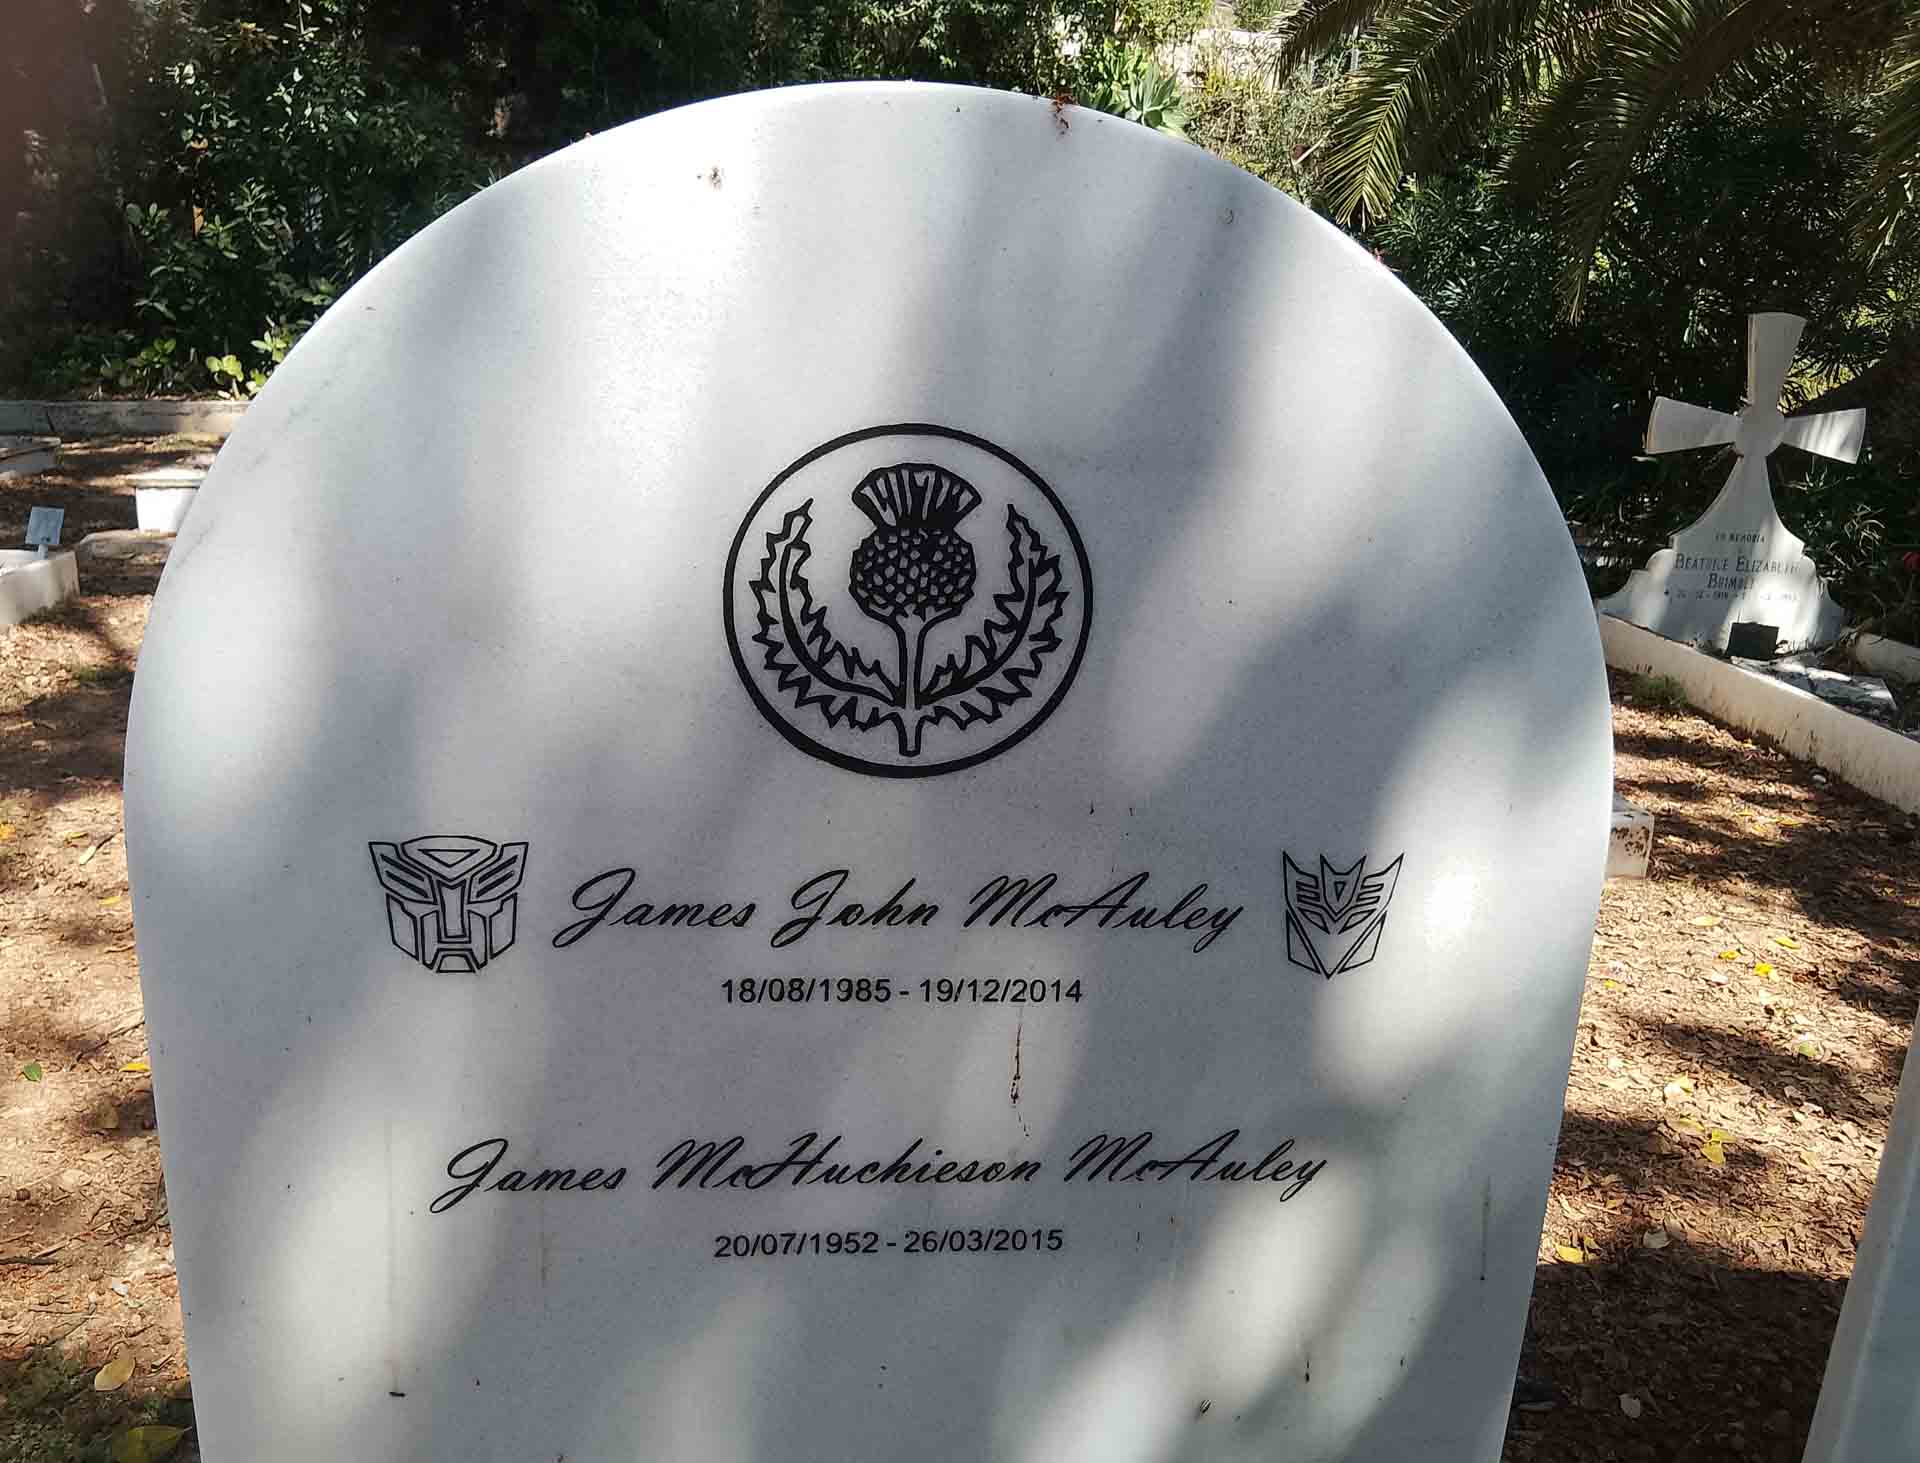 James John McAuley
18/08/1985 - 19/12/2014
James McHuchieson McAuley
20/07/1952 - 26/03/2015
IN MEMORIA
BEATRICE ELIZABETH